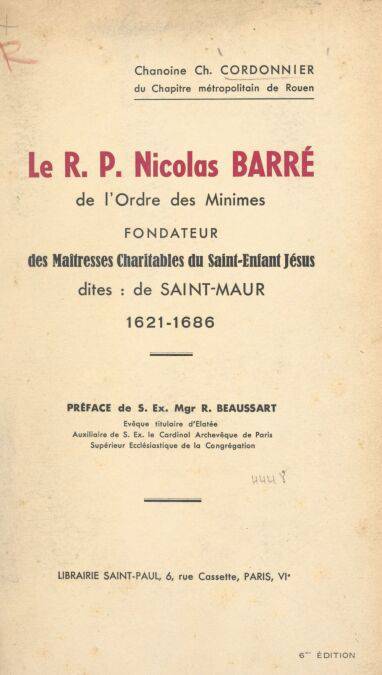 R
Chanoine Ch. CORDONNIER
du Chapitre métropolitain de Rouen
Le R. P. Nicolas BARRÉ
de l'Ordre des Minimes
FONDATEUR
des Maîtresses Charitables du Saint-Enfant Jésus
dites : de SAINT-MAUR
1621-1686
PRÉFACE de S. Ex. Mgr R. BEAUSSART
Evêque titulaire d'Elatée
Auxiliaire de S. Ex. le Cardinal Archevêque de Paris
Supérieur Ecclésiastique de la Congrégation
4448
LIBRAIRIE SAINT-PAUL, 6, rue Cassette, PARIS, VIe
6me ÉDITION